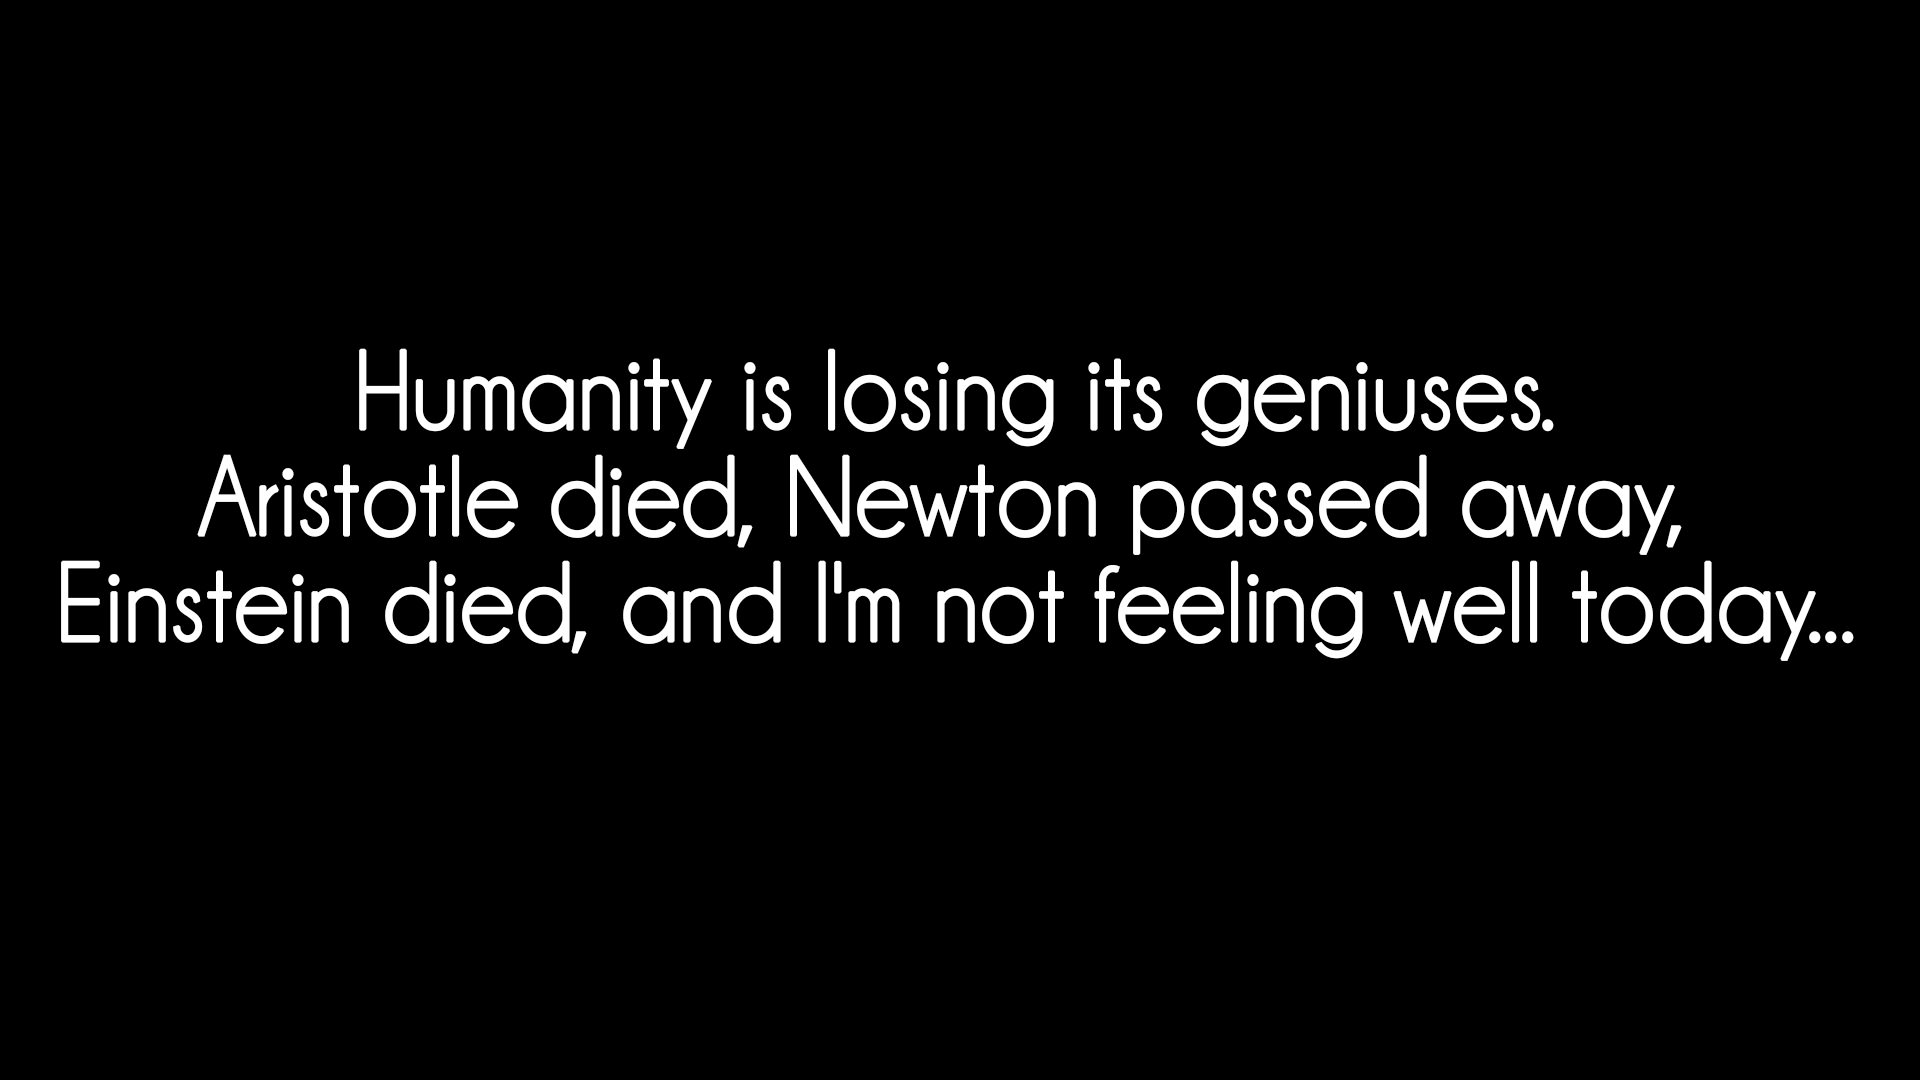 Humanity is losing its geniuses.
Aristotle died, Newton passed away,
Einstein died, and I'm not feeling well today...